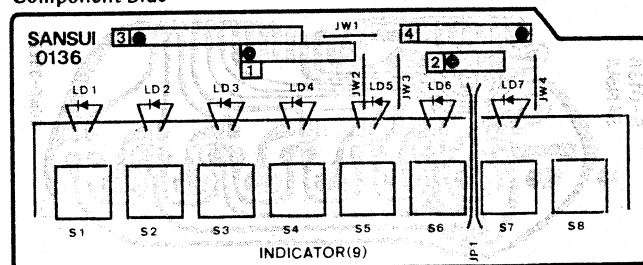 Component Side
SANSUI
0136
3
JW1
4
1
2
JW2
JW3
JW4
LD1 LD2 LD3 LD4 LD5 LD6 LD7
S1 S2 S3 S4 S5 S6 S7 S8
JP1
INDICATOR(9)